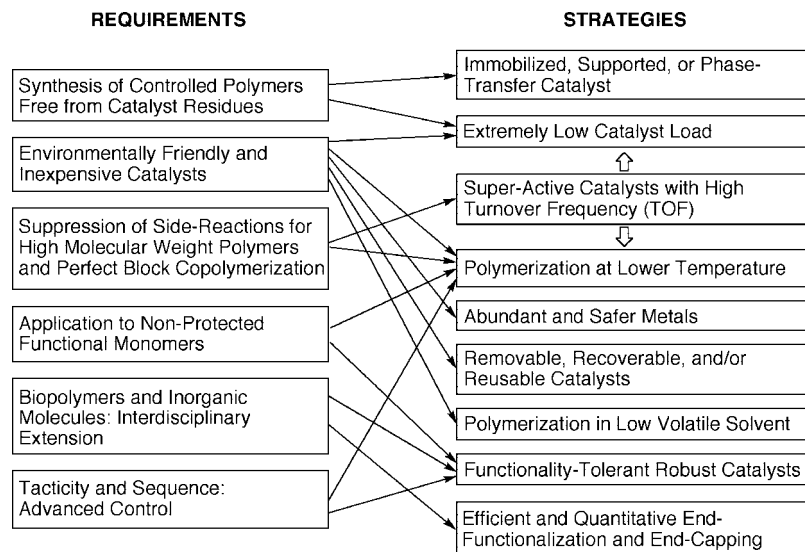 REQUIREMENTS
Synthesis of Controlled Polymers
Free from Catalyst Residues
Environmentally Friendly and
Inexpensive Catalysts
Suppression of Side-Reactions for
High Molecular Weight Polymers
and Perfect Block Copolymerization
Application to Non-Protected
Functional Monomers
Biopolymers and Inorganic
Molecules: Interdisciplinary
Extension
Tacticity and Sequence:
Advanced Control
STRATEGIES
Immobilized, Supported, or Phase-
Transfer Catalyst
Extremely Low Catalyst Load
Super-Active Catalysts with High
Turnover Frequency (TOF)
Polymerization at Lower Temperature
Abundant and Safer Metals
Removable, Recoverable, and/or
Reusable Catalysts
Polymerization in Low Volatile Solvent
Functionality-Tolerant Robust Catalysts
Efficient and Quantitative End-
Functionalization and End-Capping